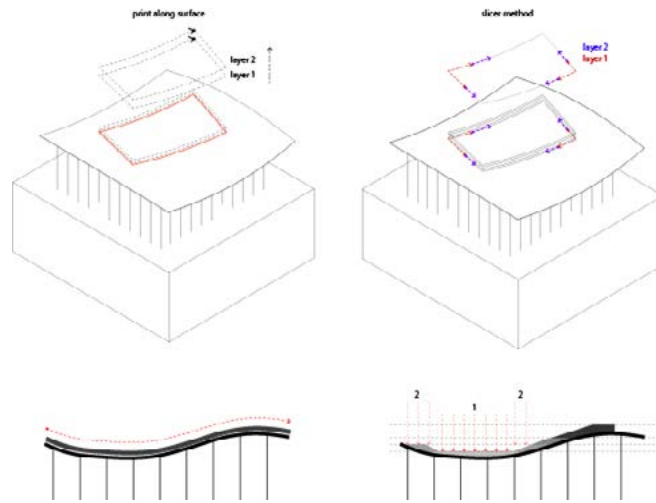 print along surface
slicer method
layer 2
layer 1
layer 2
layer 1
2
1
2